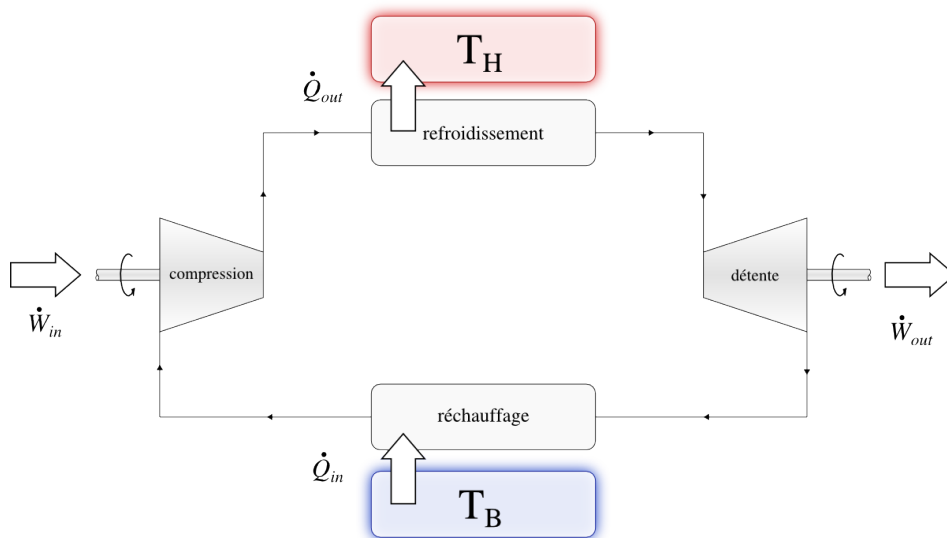 T_H
Q̇_out
refroidissement
compression
détente
Ẇ_in
Ẇ_out
réchauffage
Q̇_in
T_B